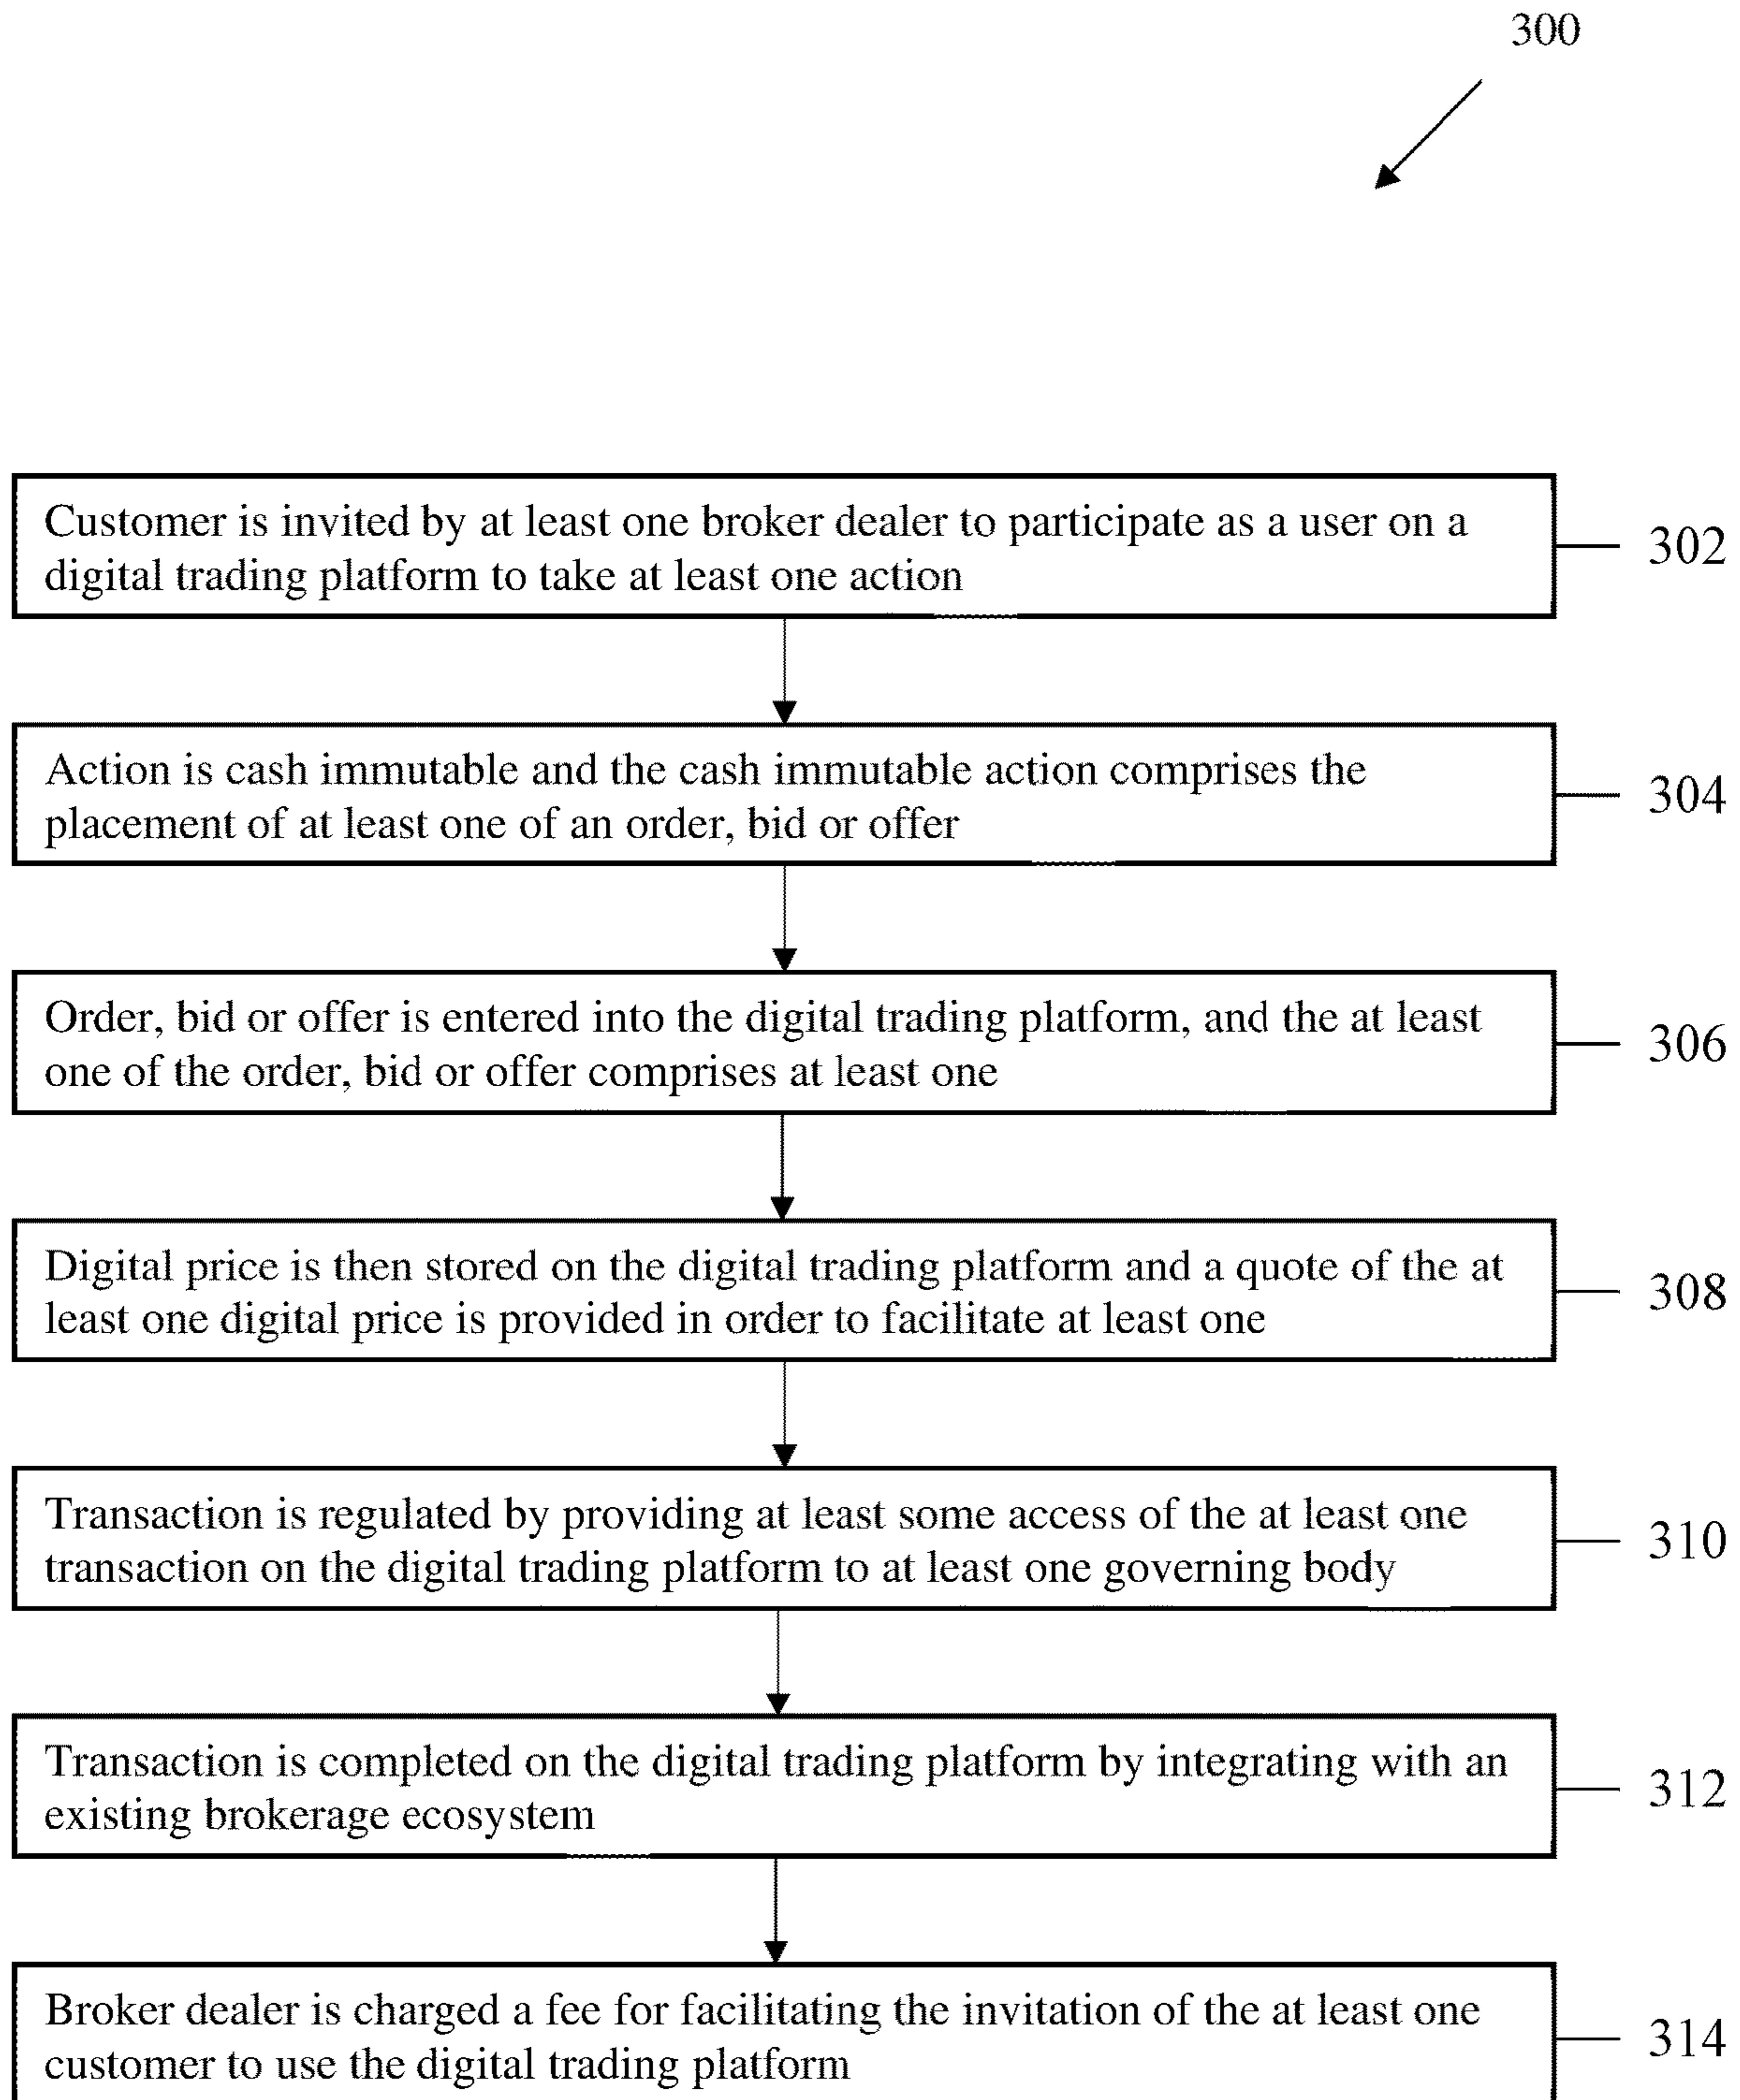 300
Customer is invited by at least one broker dealer to participate as a user on a
digital trading platform to take at least one action
302
Action is cash immutable and the cash immutable action comprises the
placement of at least one of an order, bid or offer
304
Order, bid or offer is entered into the digital trading platform, and the at least
one of the order, bid or offer comprises at least one
306
Digital price is then stored on the digital trading platform and a quote of the at
least one digital price is provided in order to facilitate at least one
308
Transaction is regulated by providing at least some access of the at least one
transaction on the digital trading platform to at least one governing body
310
Transaction is completed on the digital trading platform by integrating with an
existing brokerage ecosystem
312
Broker dealer is charged a fee for facilitating the invitation of the at least one
customer to use the digital trading platform
314